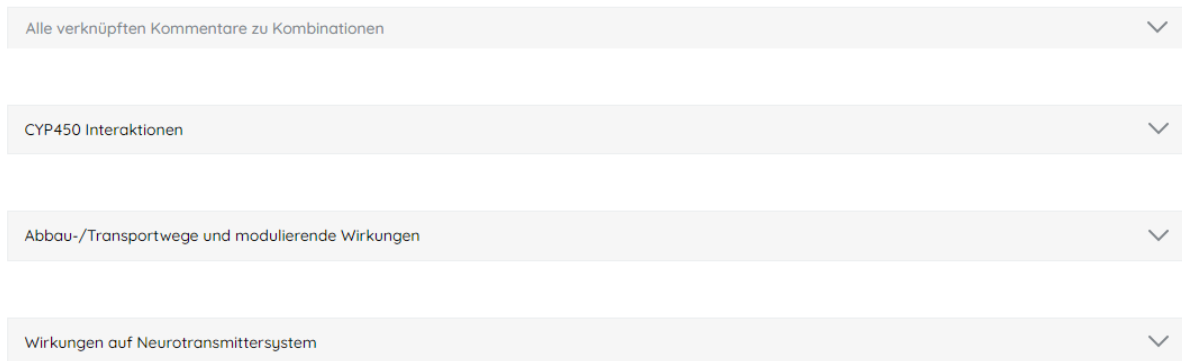 Alle verknüpften Kommentare zu Kombinationen
CYP450 Interaktionen
Abbau-/Transportwege und modulierende Wirkungen
Wirkungen auf Neurotransmittersystem